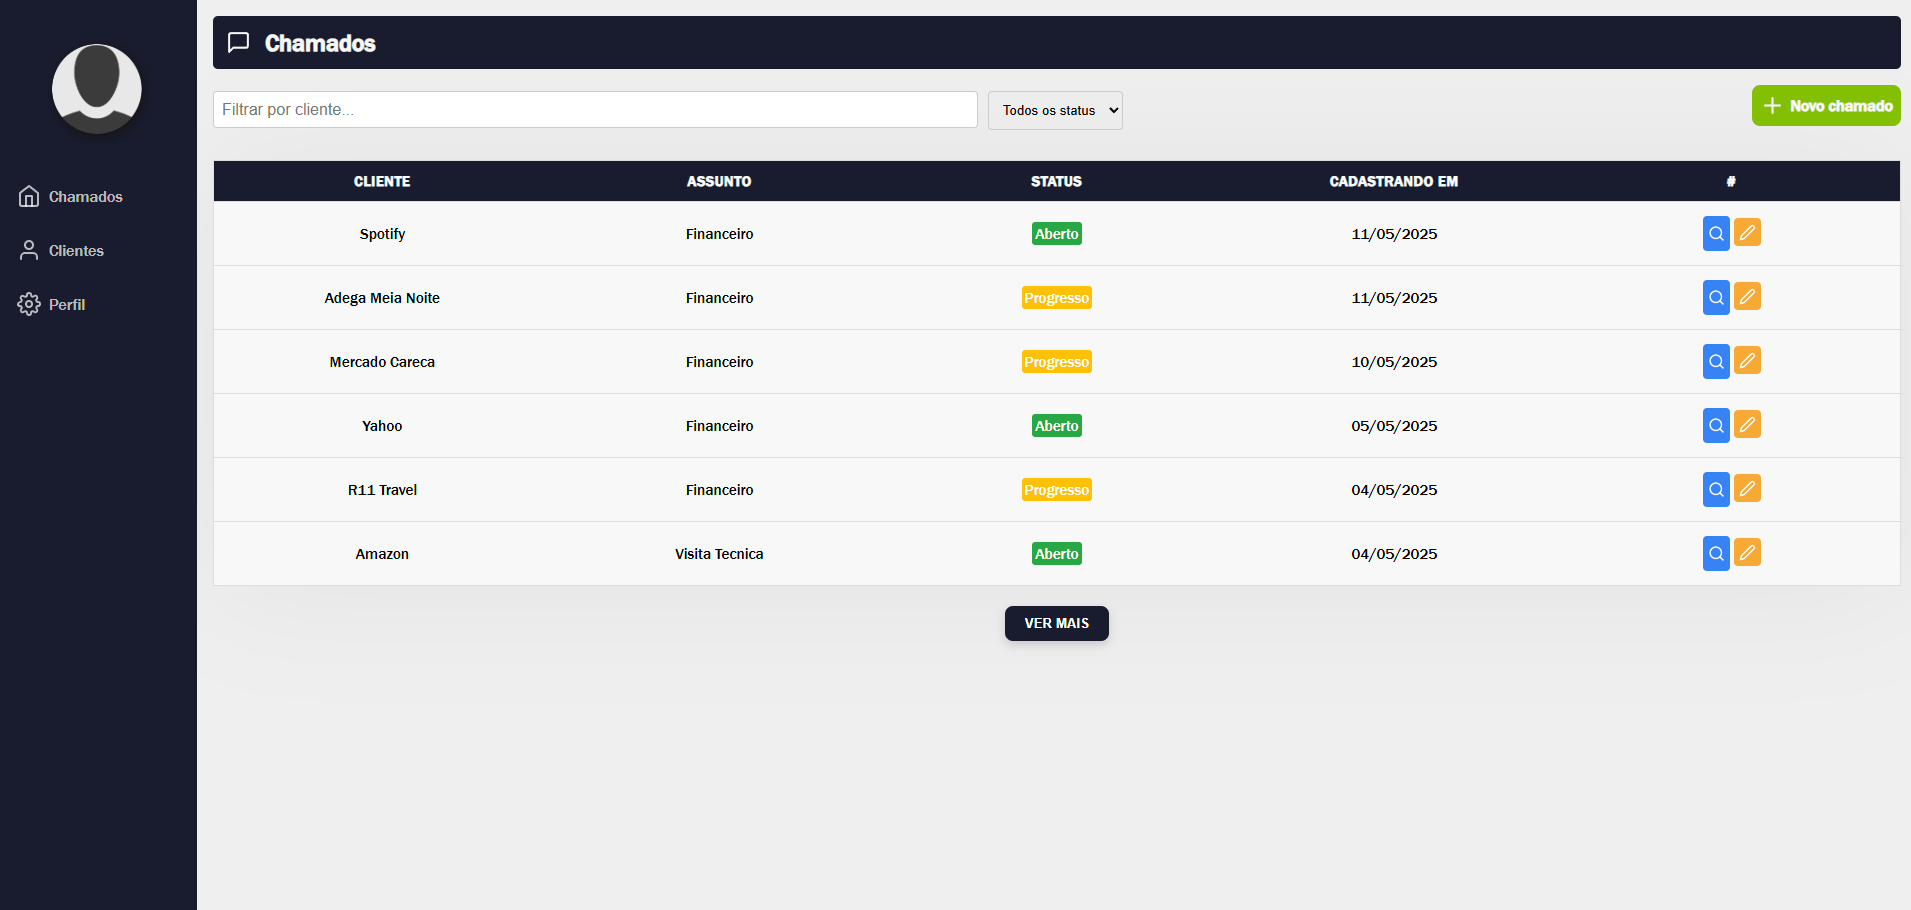 Chamados
Clientes
Perfil
Chamados
Filtrar por cliente...
Todos os status
Novo chamado
CLIENTE ASSUNTO STATUS CADASTRANDO EM #
Spotify Financeiro Aberto 11/05/2025
Adega Meia Noite Financeiro Progresso 11/05/2025
Mercado Careca Financeiro Progresso 10/05/2025
Yahoo Financeiro Aberto 05/05/2025
R11 Travel Financeiro Progresso 04/05/2025
Amazon Visita Tecnica Aberto 04/05/2025
VER MAIS